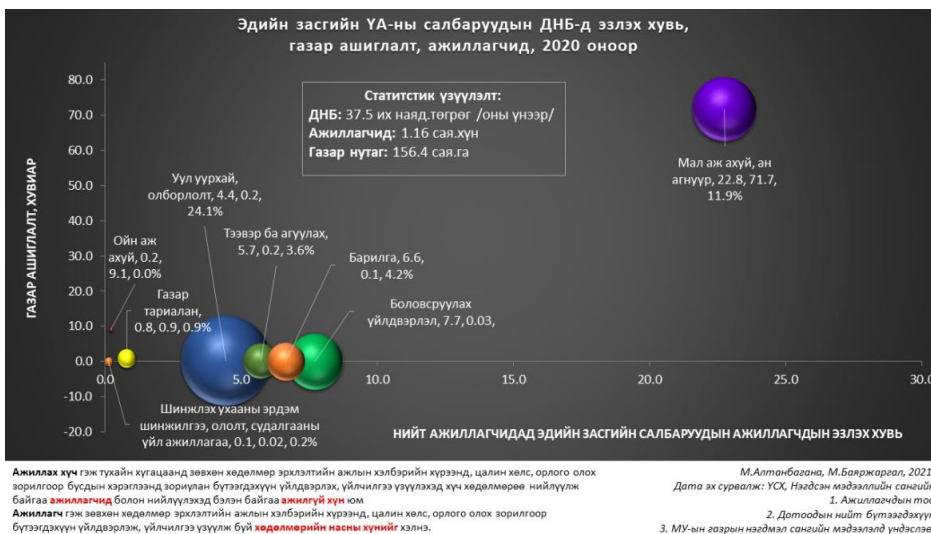 Эдийн засгийн ҮА-ны салбаруудын ДНБ-д эзлэх хувь,
газар ашиглалт, ажиллагчид, 2020 оноор
Статитстик үзүүлэлт:
ДНБ: 37.5 их наяд.төгрөг /оны үнээр/
Ажиллагчид: 1.16 сая.хүн
Газар нутаг: 156.4 сая.га
ГАЗАР АШИГЛАЛТ, ХУВИАР
80.0
70.0
60.0
50.0
40.0
30.0
20.0
10.0
0.0
-10.0
-20.0
Мал аж ахуй, ан
агнуур, 22.8, 71.7,
11.9%
Уул уурхай,
олборлолт, 4.4, 0.2,
24.1%
Тээвэр ба агуулах,
5.7, 0.2, 3.6%
Барилга, 6.6,
0.1, 4.2%
Ойн аж
ахуй, 0.2,
9.1, 0.0%
Газар
тариалан,
0.8, 0.9, 0.9%
Боловсруулах
үйлдвэрлэл, 7.7, 0.03,
0.0 5.0 10.0 15.0 20.0 25.0 30.0
Шинжлэх ухааны эрдэм
шинжилгээ, ололт, судалгааны
үйл ажиллагаа, 0.1, 0.02, 0.2%
НИЙТ АЖИЛЛАГЧИДАД ЭДИЙН ЗАСГИЙН САЛБАРУУДЫН АЖИЛЛАГЧДЫН ЭЗЛЭХ ХУВЬ
Ажиллах хүч гэж тухайн хугацаанд зөвхөн хөдөлмөр эрхлэлтийн ажлын хэлбэрийн хүрээнд, цалин хөлс, орлого олох
зорилгоор бусдын хэрэглээнд зориулан бүтээгдэхүүн үйлдвэрлэх, үйлчилгээ үзүүлэхэд хүч хөдөлмөрөө нийлүүлж
байгаа ажиллагчид болон нийлүүлэхэд бэлэн байгаа ажилгүй хүн юм
Ажиллагч гэж зөвхөн хөдөлмөр эрхлэлтийн ажлын хэлбэрийн хүрээнд, цалин хөлс, орлого олох зорилгоор
бүтээгдэхүүн үйлдвэрлэж, үйлчилгээ үзүүлж буй хөдөлмөрийн насны хүнийг хэлнэ.
М.Алтанбагана, М.Баяржаргал, 2021
Дата эх сурвалж: ҮСХ, Нэгдсэн мэдээллийн сангийн
1. Ажиллагчдын тоо
2. Дотоодын нийт бүтээгдэхүүн
3. МУ-ын газрын нэгдмэл сангийн мэдээлэлд үндэслэв